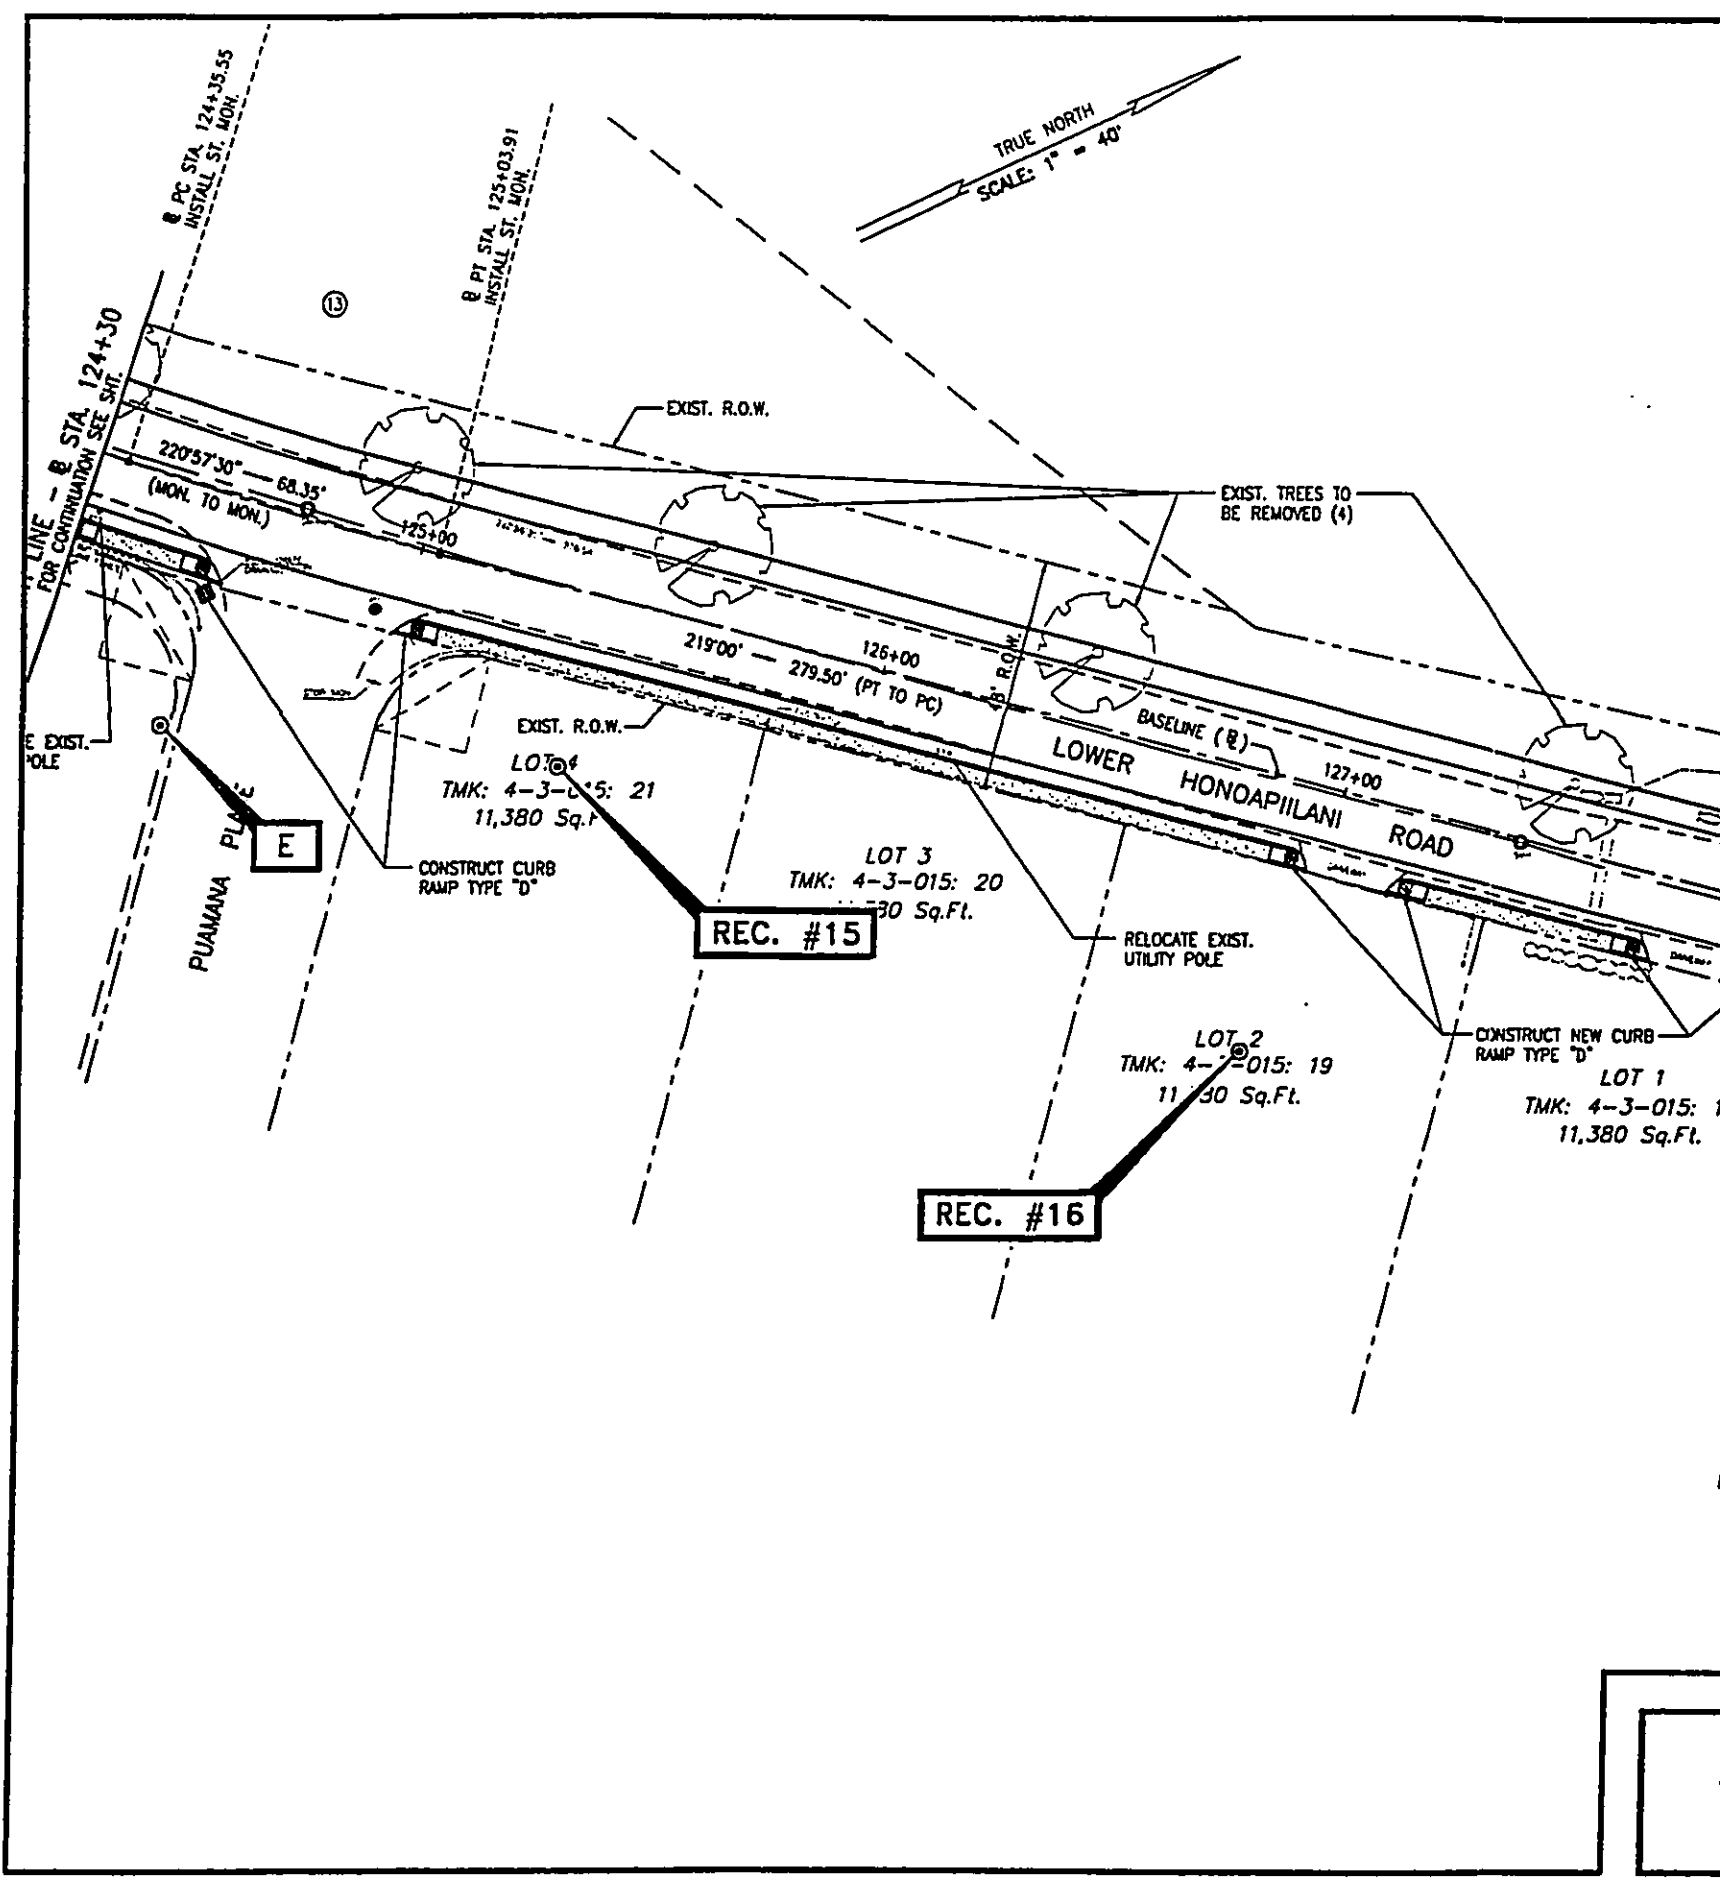 PC STA. 124+35.55
INSTALL ST. MON.
PT STA. 125+03.91
INSTALL ST. MON.
TRUE NORTH
SCALE: 1" = 40'
13
LINE - STA. 124+30
FOR CONTINUATION SEE SHT.
EXIST. R.O.W.
220°57'30" 68.35'
(MON. TO MON.)
125+00
EXIST. TREES TO
BE REMOVED (4)
219°00' 279.50' (PT TO PC)
126+00
48' R.O.W.
BASELINE
127+00
LOWER HONOAPIILANI ROAD
EXIST. R.O.W.
E EXIST.
POLE
LOT 4
TMK: 4-3-015: 21
11,380 Sq.F
PUAMANA
E
CONSTRUCT CURB
RAMP TYPE "D"
LOT 3
TMK: 4-3-015: 20
80 Sq.Ft.
REC. #15
RELOCATE EXIST.
UTILITY POLE
CONSTRUCT NEW CURB
RAMP TYPE "D"
LOT 2
TMK: 4-3-015: 19
11,380 Sq.Ft.
LOT 1
TMK: 4-3-015: 1
11,380 Sq.Ft.
REC. #16